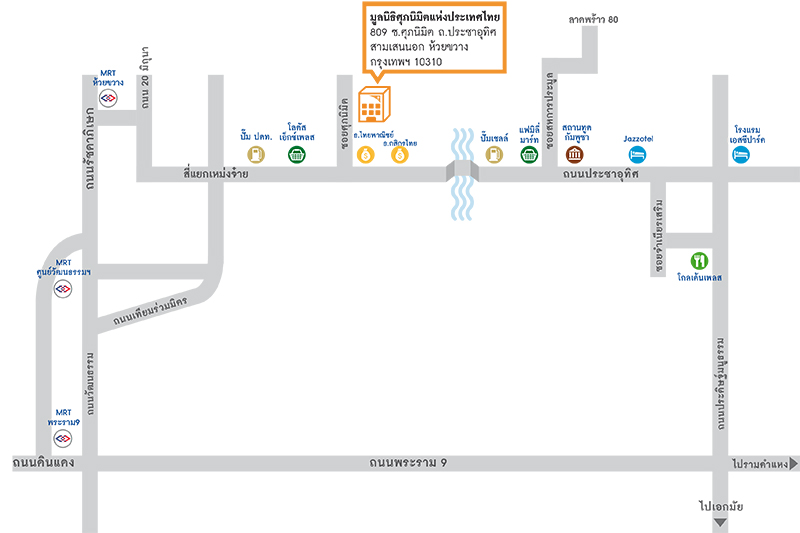 มูลนิธิศุภนิมิตแห่งประเทศไทย
809 ซ.ศุภนิมิต ถ.ประชาอุทิศ
สามเสนนอก ห้วยขวาง
กรุงเทพฯ 10310
ลาดพร้าว 80
MRT
ห้วยขวาง
ถนน 20 มิถุนา
ถนนรัชดาภิเษก
ปั๊ม ปตท.
โลตัส
เอ็กซ์เพลส
ซอยศุภนิมิต
ธ.ไทยพาณิชย์
ธ.กสิกรไทย
ปั๊มเชลล์
แฟมิลี่
มาร์ท
ซอยสหการประมูล
สถานทูต
กัมพูชา
Jazzotel
โรงแรม
เอสซีปาร์ค
สี่แยกเหม่งจ๋าย
ถนนประชาอุทิศ
ซอยจำเนียรเสริม
MRT
ศูนย์วัฒนธรรมฯ
โกลเด้นเพลส
ถนนเทียมร่วมมิตร
ถนนวัฒนธรรม
ถนนประดิษฐ์มนูธรรม
MRT
พระราม9
ถนนดินแดง
ถนนพระราม 9
ไปรามคำแหง
ไปเอกมัย